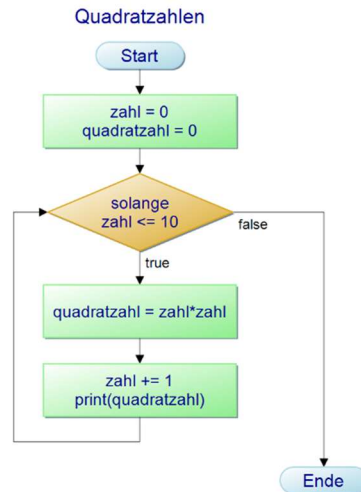 Quadratzahlen
Start
zahl = 0
quadratzahl = 0
solange
zahl <= 10
false
true
quadratzahl = zahl*zahl
zahl += 1
print(quadratzahl)
Ende